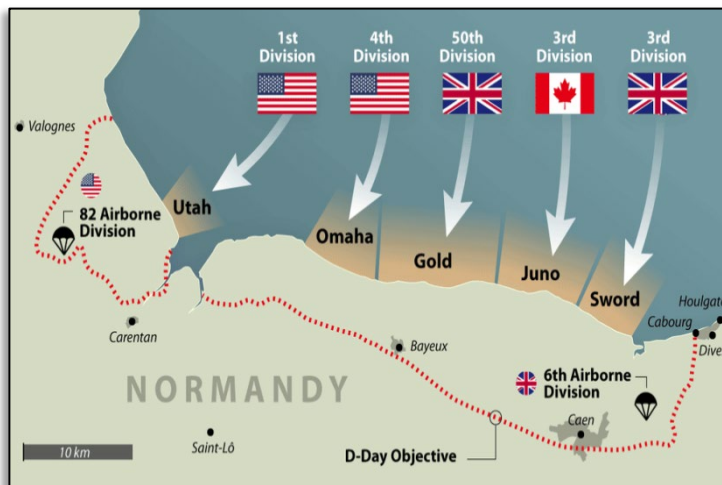 1st
Division
4th
Division
50th
Division
3rd
Division
3rd
Division
Valognes
82 Airborne
Division
Utah
Omaha
Gold
Juno
Sword
Houlgat
Cabourg
Dive
Carentan
Bayeux
6th Airborne
Division
NORMANDY
Caen
Saint-Lô
D-Day Objective
10 km